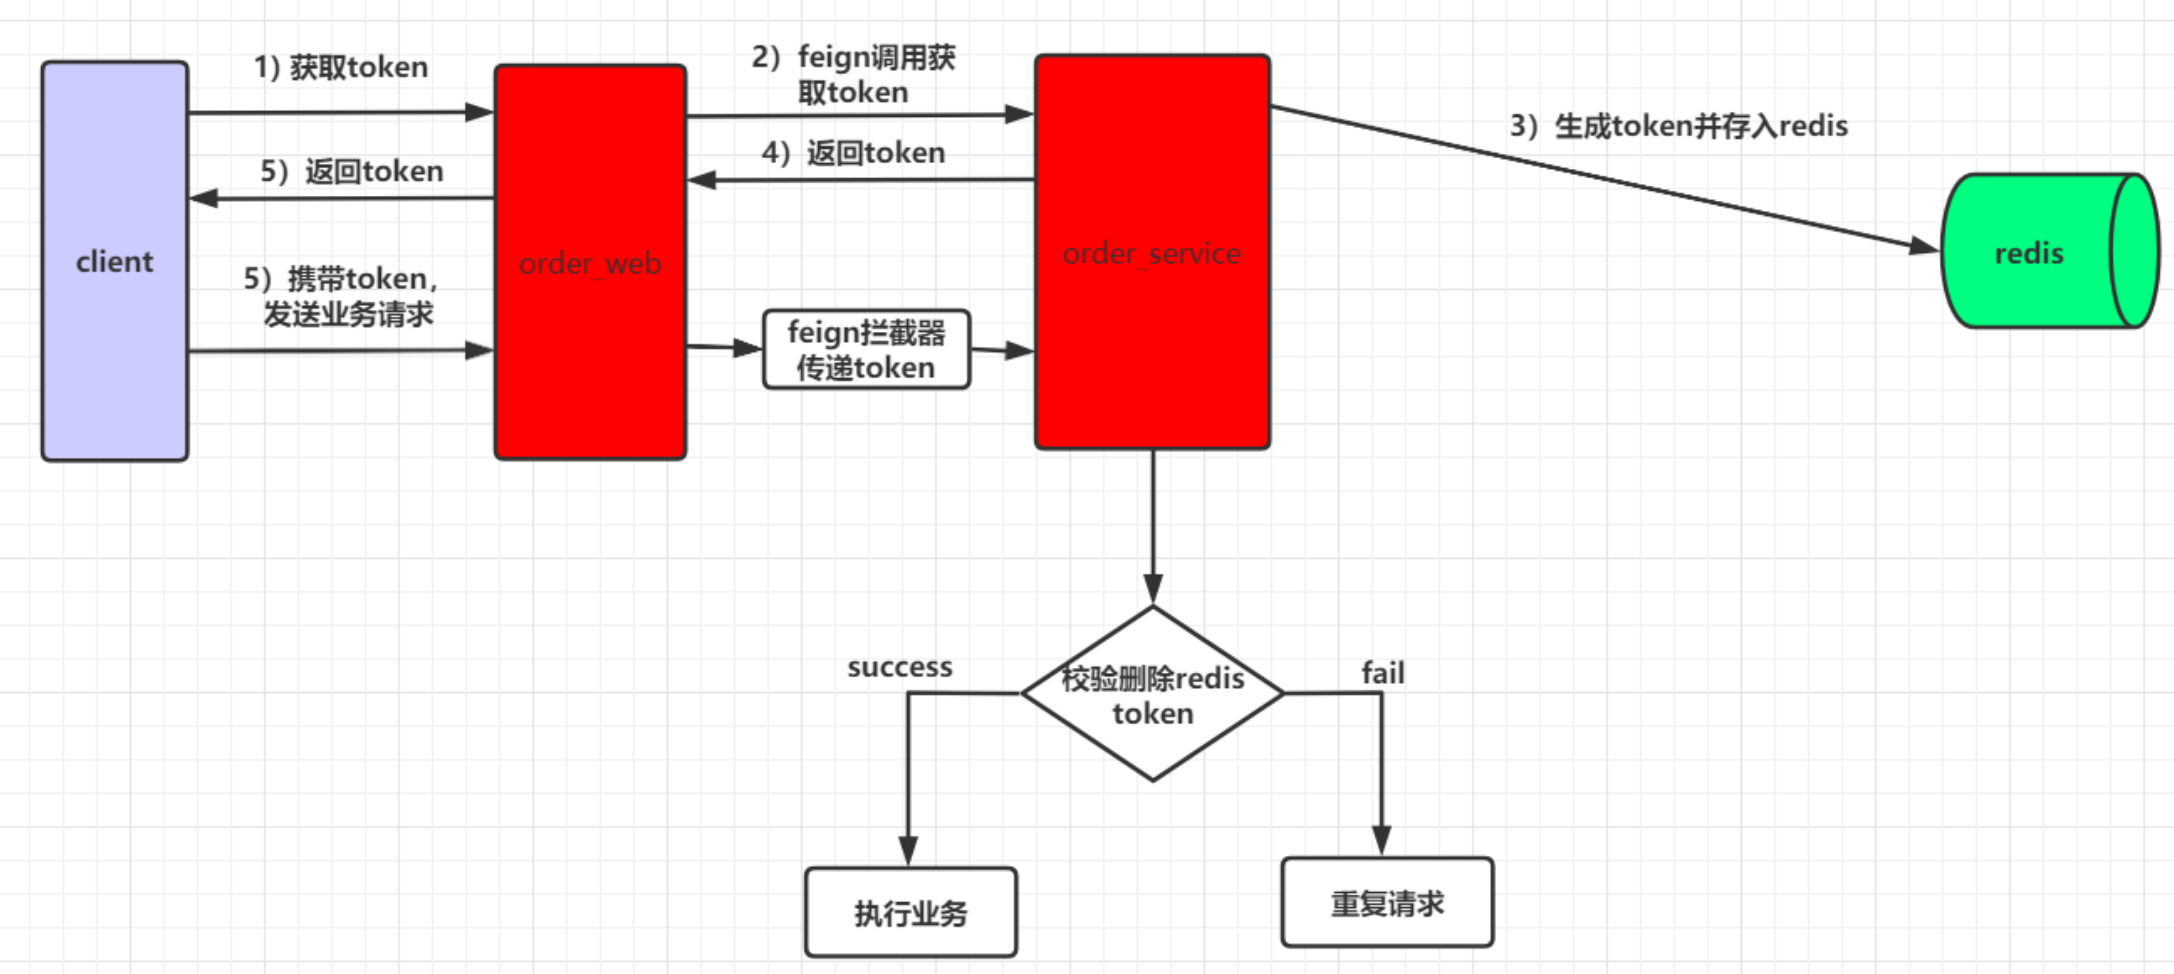 1) 获取token
2）feign调用获
取token
3）生成token并存入redis
4）返回token
5）返回token
client
order_web
order_service
redis
5）携带token，
发送业务请求
feign拦截器
传递token
success
校验删除redis
token
fail
执行业务
重复请求